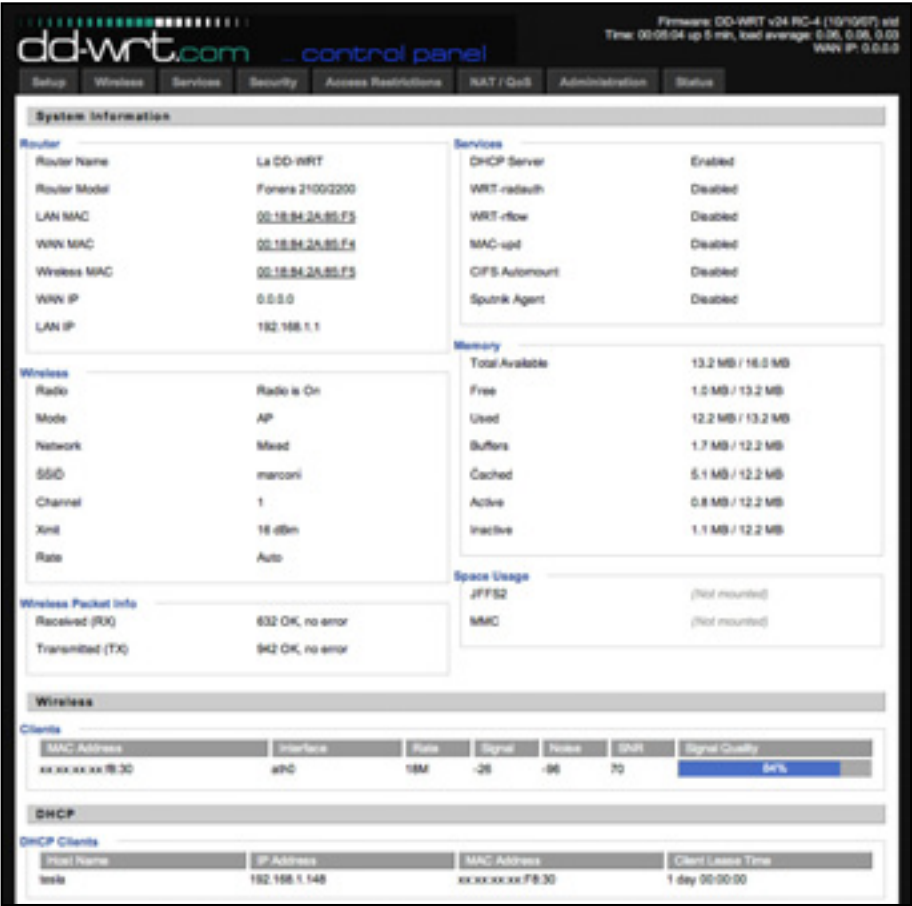 dd-wrt.com ... control panel
Firmware: DD-WRT v24 RC-4 (10/10/07) std
Time: 00:05:04 up 5 min, load average: 0.06, 0.08, 0.03
WAN IP: 0.0.0.0
Setup Wireless Services Security Access Restrictions NAT / QoS Administration Status
System Information
Router
Router Name La DD-WRT
Router Model Fonera 2100/2200
LAN MAC 00:18:84:2A:85:F5
WAN MAC 00:18:84:2A:85:F4
Wireless MAC 00:18:84:2A:85:F5
WAN IP 0.0.0.0
LAN IP 192.168.1.1
Wireless
Radio Radio is On
Mode AP
Network Mixed
SSID marconi
Channel 1
Xmit 16 dBm
Rate Auto
Wireless Packet Info
Received (RX) 632 OK, no error
Transmitted (TX) 942 OK, no error
Services
DHCP Server Enabled
WRT-radauth Disabled
WRT-rflow Disabled
MAC-upd Disabled
CIFS Automount Disabled
Sputnik Agent Disabled
Memory
Total Available 13.2 MB / 16.0 MB
Free 1.0 MB / 13.2 MB
Used 12.2 MB / 13.2 MB
Buffers 1.7 MB / 12.2 MB
Cached 5.1 MB / 12.2 MB
Active 0.8 MB / 12.2 MB
Inactive 1.1 MB / 12.2 MB
Space Usage
JFFS2 (Not mounted)
MMC (Not mounted)
Wireless
Clients
MAC Address Interface Rate Signal Noise SNR Signal Quality
xx:xx:xx:xx:f8:30 ath0 18M -26 -96 70 84%
DHCP
DHCP Clients
Host Name IP Address MAC Address Client Lease Time
tesla 192.168.1.148 xx:xx:xx:xx:F8:30 1 day 00:00:00